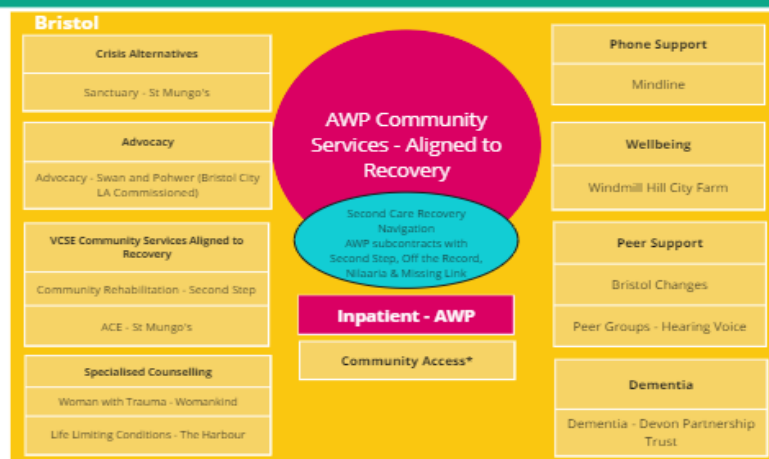 Bristol
Crisis Alternatives
Sanctuary - St Mungo's
Advocacy
Advocacy - Swan and Pohwer (Bristol City
LA Commissioned)
VCSE Community Services Aligned to
Recovery
Community Rehabilitation - Second Step
ACE - St Mungo's
Specialised Counselling
Woman with Trauma - Womankind
Life Limiting Conditions - The Harbour
AWP Community
Services - Aligned to
Recovery
Second Care Recovery
Navigation
AWP subcontracts with
Second Step, Off the Record,
Nilaaria & Missing Link
Inpatient - AWP
Community Access*
Phone Support
Mindline
Wellbeing
Windmill Hill City Farm
Peer Support
Bristol Changes
Peer Groups - Hearing Voice
Dementia
Dementia - Devon Partnership
Trust